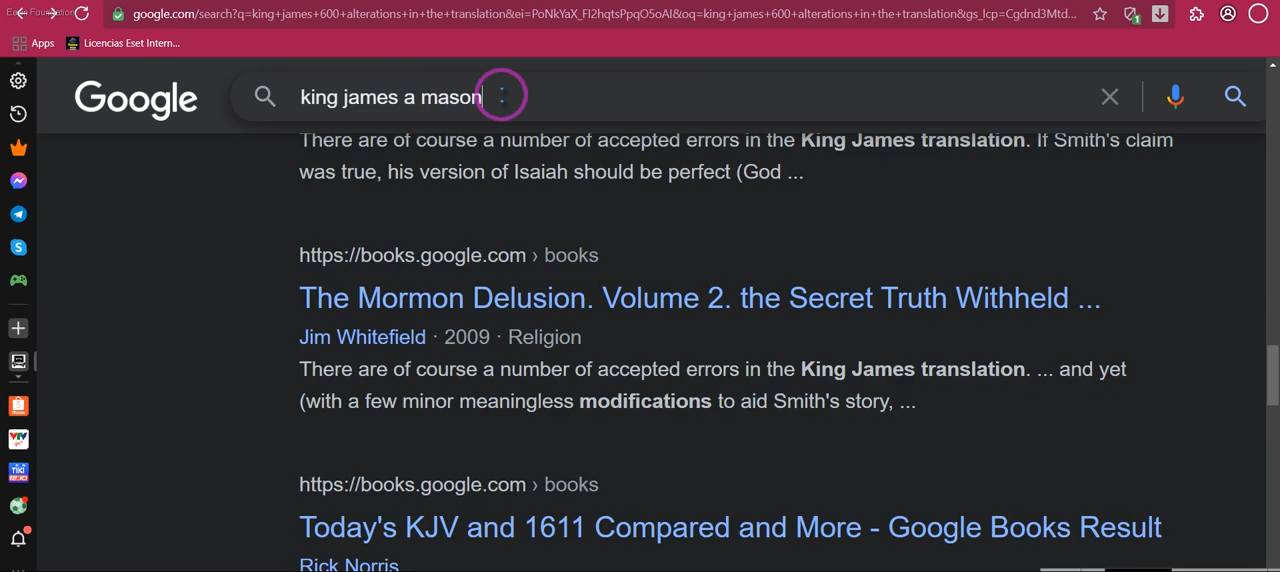 google.com/search?q=king+james+600+alterations+in+the+translation&ei=PoNkYaX_FI2hqtsPpqO5oAI&oq=king+james+600+alterations+in+the+translation&gs_lcp=Cgdnd3Mtd...
Apps Licencias Eset Intern...
Google king james a mason
There are of course a number of accepted errors in the King James translation. If Smith's claim
was true, his version of Isaiah should be perfect (God ...
https://books.google.com › books
The Mormon Delusion. Volume 2. the Secret Truth Withheld ...
Jim Whitefield · 2009 · Religion
There are of course a number of accepted errors in the King James translation. ... and yet
(with a few minor meaningless modifications to aid Smith's story, ...
https://books.google.com › books
Today's KJV and 1611 Compared and More - Google Books Result
Rick Norris